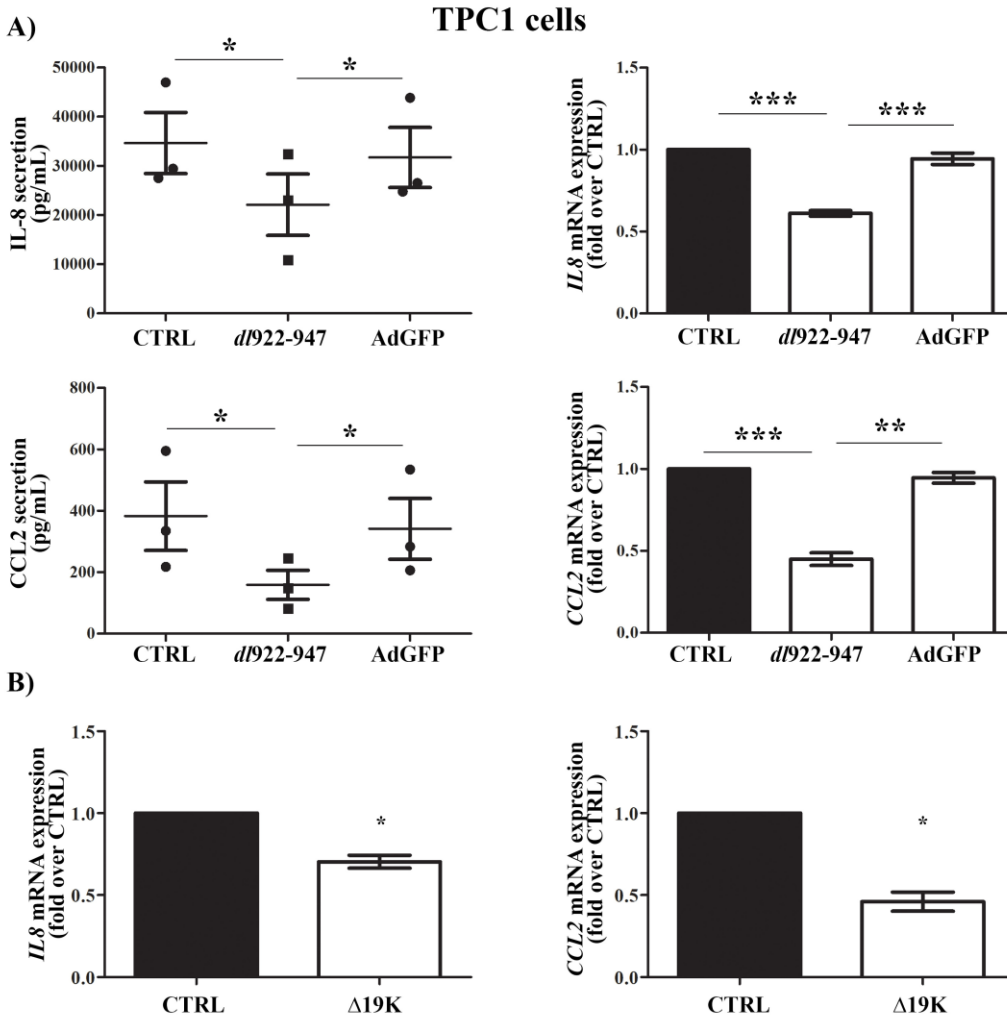 TPC1 cells
A)
IL-8 secretion
(pg/mL)
50000
40000
30000
20000
10000
0
*
*
CTRL
dl922-947
AdGFP
IL8 mRNA expression
(fold over CTRL)
1.5
1.0
0.5
0.0
***
***
CTRL
dl922-947
AdGFP
CCL2 secretion
(pg/mL)
800
600
400
200
0
*
*
CTRL
dl922-947
AdGFP
CCL2 mRNA expression
(fold over CTRL)
1.5
1.0
0.5
0.0
***
**
CTRL
dl922-947
AdGFP
B)
IL8 mRNA expression
(fold over CTRL)
1.5
1.0
0.5
0.0
*
CTRL
Δ19K
CCL2 mRNA expression
(fold over CTRL)
1.5
1.0
0.5
0.0
*
CTRL
Δ19K